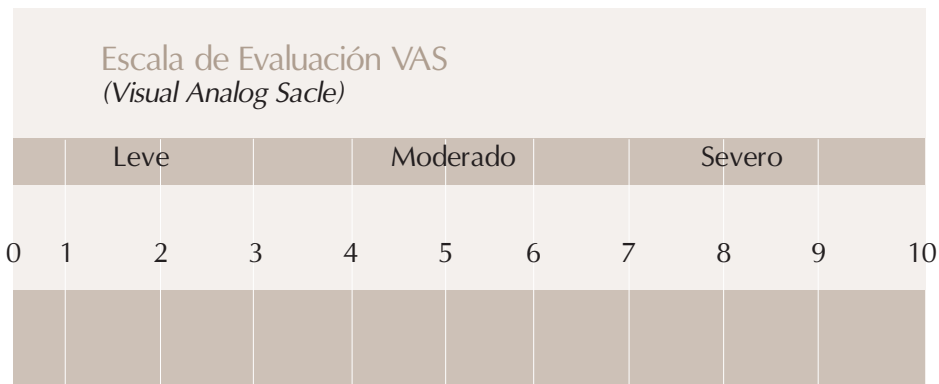 Escala de Evaluación VAS
(Visual Analog Sacle)
Leve Moderado Severo
0 1 2 3 4 5 6 7 8 9 10